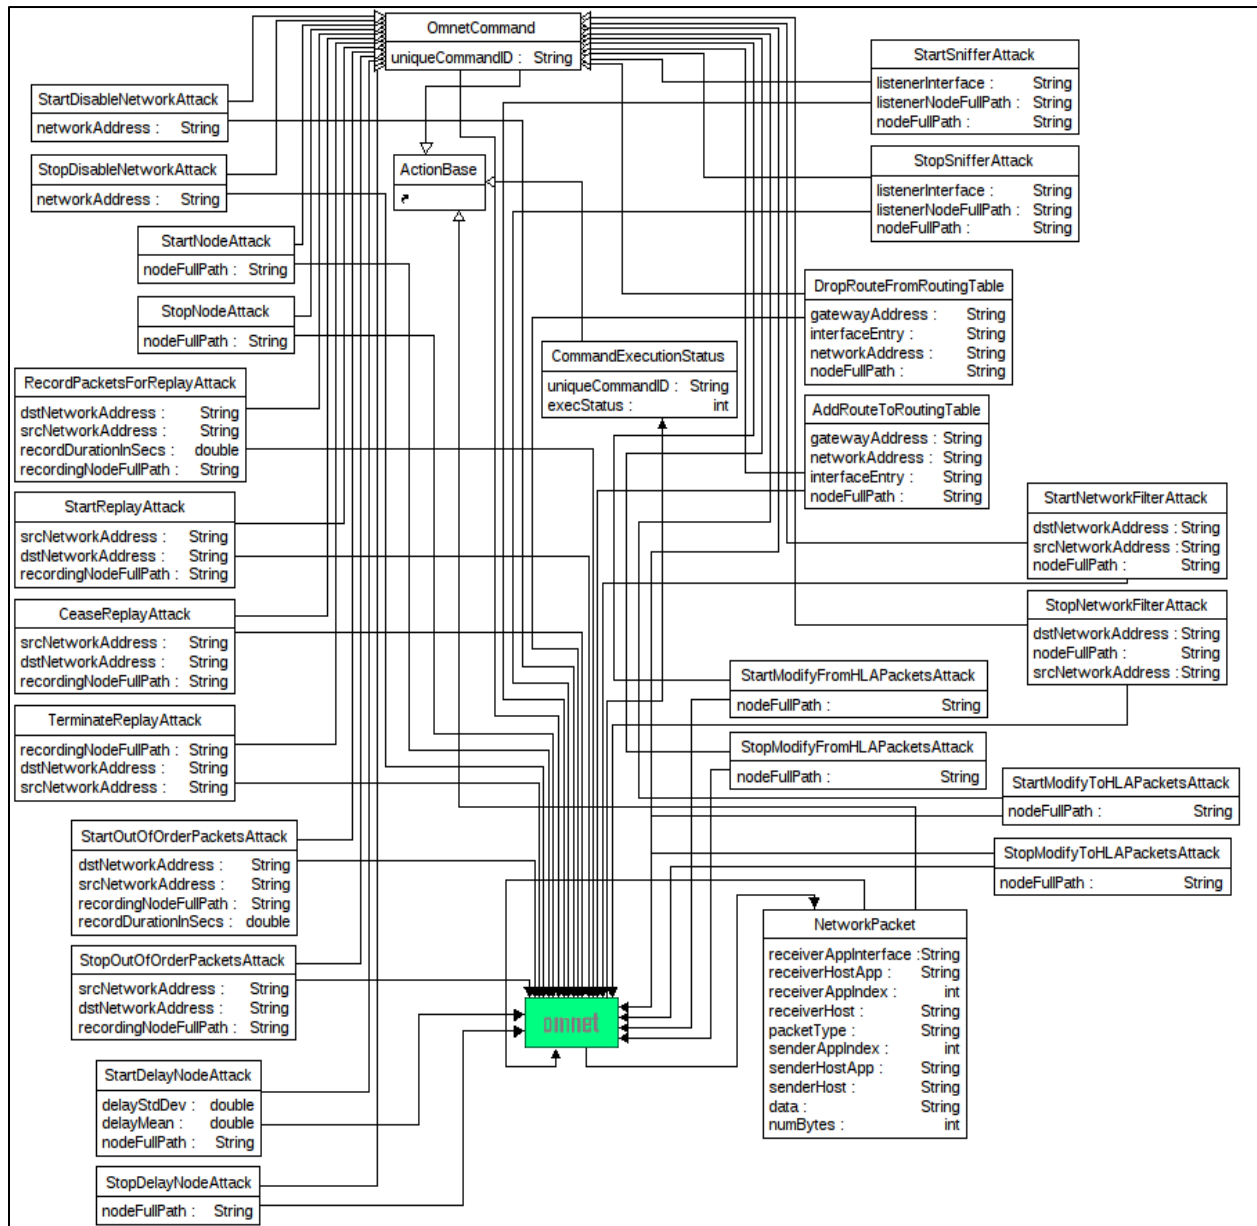 OmnetCommand
uniqueCommandID : String
StartSnifferAttack
listenerInterface : String
listenerNodeFullPath : String
nodeFullPath : String
StartDisableNetworkAttack
networkAddress : String
StopDisableNetworkAttack
networkAddress : String
ActionBase
StopSnifferAttack
listenerInterface : String
listenerNodeFullPath : String
nodeFullPath : String
StartNodeAttack
nodeFullPath : String
StopNodeAttack
nodeFullPath : String
DropRouteFromRoutingTable
gatewayAddress : String
interfaceEntry : String
networkAddress : String
nodeFullPath : String
CommandExecutionStatus
uniqueCommandID : String
execStatus : int
RecordPacketsForReplayAttack
dstNetworkAddress : String
srcNetworkAddress : String
recordDurationInSecs : double
recordingNodeFullPath : String
AddRouteToRoutingTable
gatewayAddress : String
networkAddress : String
interfaceEntry : String
nodeFullPath : String
StartReplayAttack
srcNetworkAddress : String
dstNetworkAddress : String
recordingNodeFullPath : String
StartNetworkFilterAttack
dstNetworkAddress : String
srcNetworkAddress : String
nodeFullPath : String
CeaseReplayAttack
srcNetworkAddress : String
dstNetworkAddress : String
recordingNodeFullPath : String
StopNetworkFilterAttack
dstNetworkAddress : String
nodeFullPath : String
srcNetworkAddress : String
StartModifyFromHLAPacketsAttack
nodeFullPath : String
TerminateReplayAttack
recordingNodeFullPath : String
dstNetworkAddress : String
srcNetworkAddress : String
StopModifyFromHLAPacketsAttack
nodeFullPath : String
StartModifyToHLAPacketsAttack
nodeFullPath : String
StartOutOfOrderPacketsAttack
dstNetworkAddress : String
srcNetworkAddress : String
recordingNodeFullPath : String
recordDurationInSecs : double
StopModifyToHLAPacketsAttack
nodeFullPath : String
StopOutOfOrderPacketsAttack
srcNetworkAddress : String
dstNetworkAddress : String
recordingNodeFullPath : String
NetworkPacket
receiverAppInterface : String
receiverHostApp : String
receiverAppIndex : int
receiverHost : String
packetType : String
senderAppIndex : int
senderHostApp : String
senderHost : String
data : String
numBytes : int
omnet
StartDelayNodeAttack
delayStdDev : double
delayMean : double
nodeFullPath : String
StopDelayNodeAttack
nodeFullPath : String